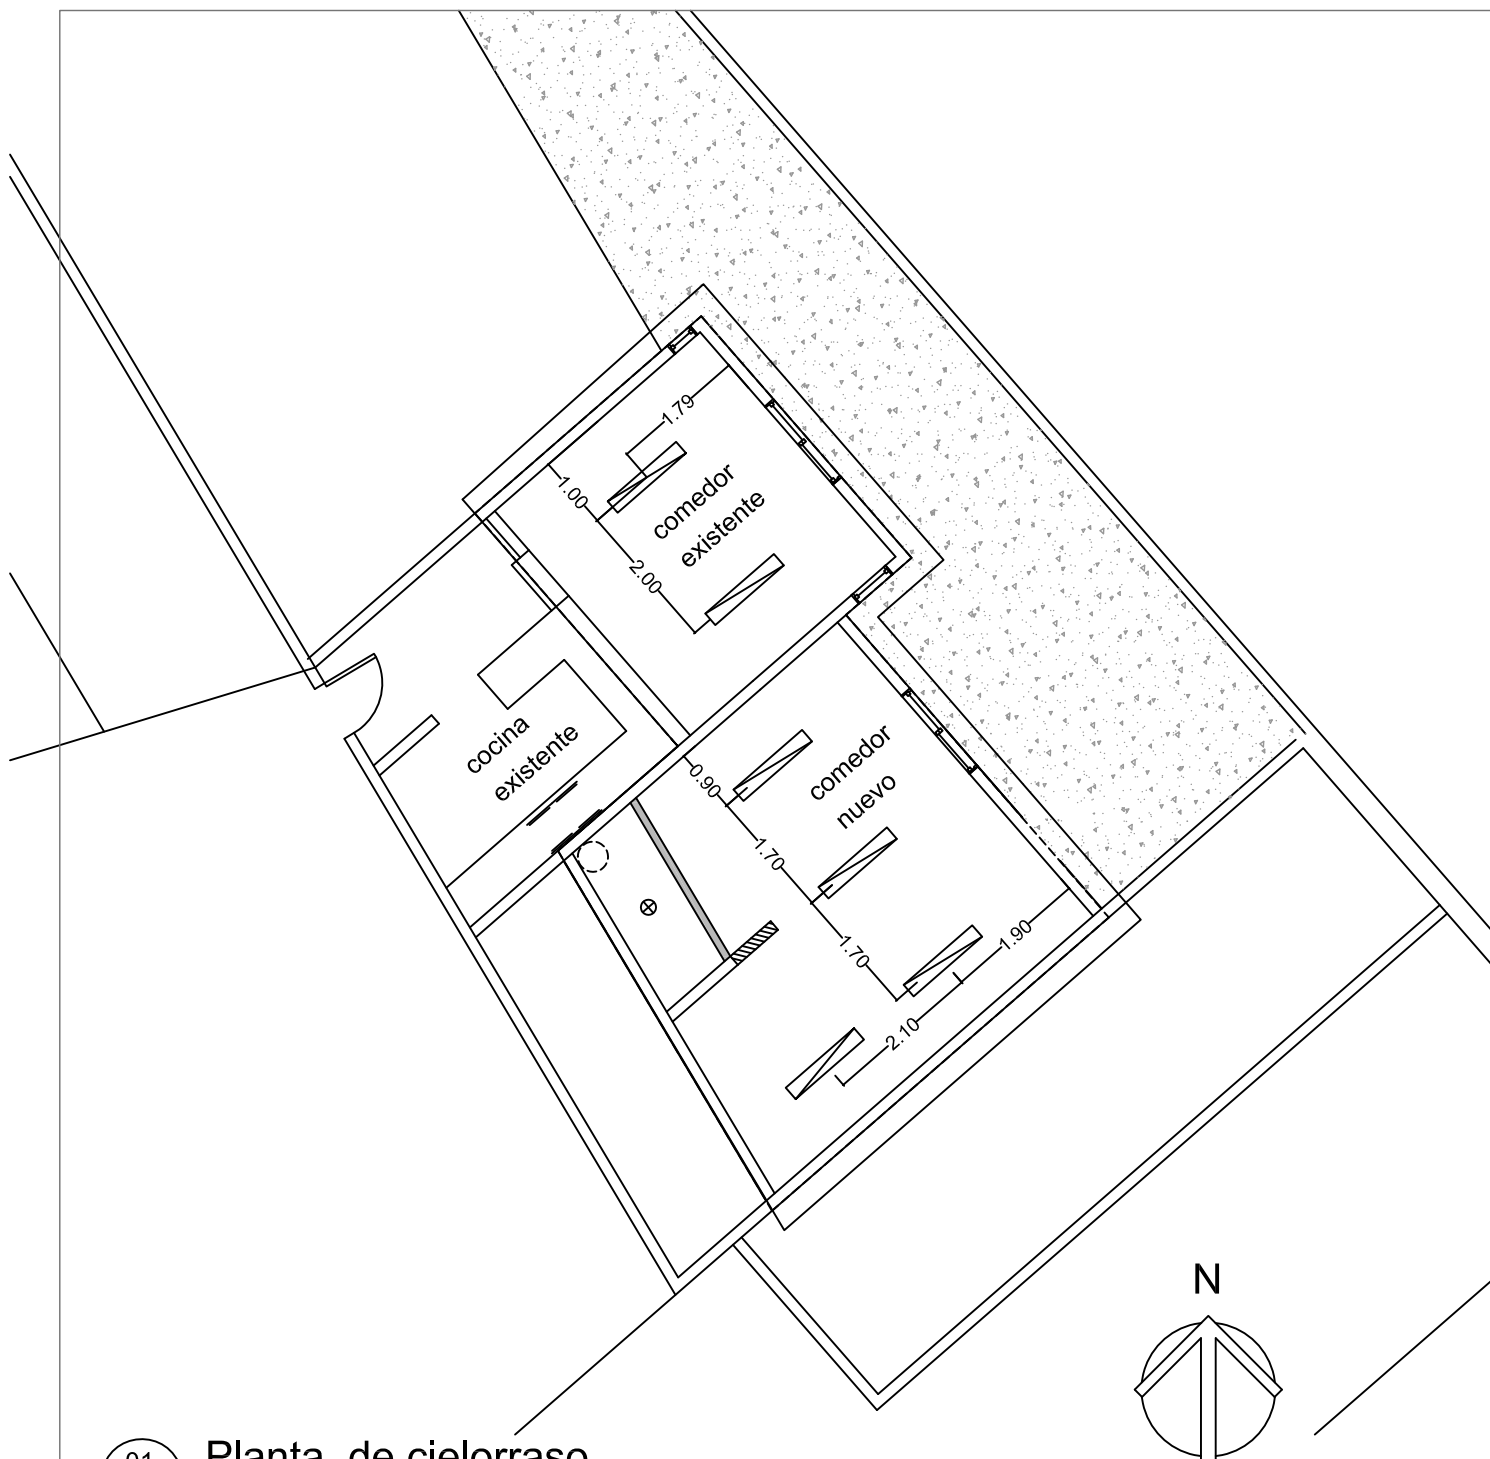 1.79
1.00
comedor
existente
2.00
cocina
existente
0.90
comedor
nuevo
1.70
1.70
1.90
2.10
N
01
Planta de cielorraso